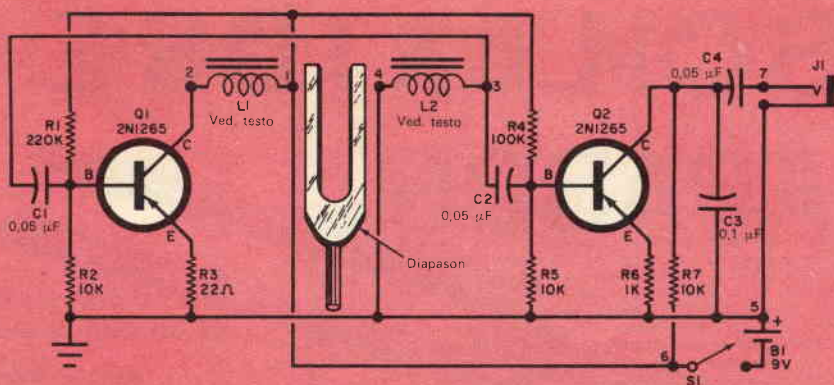 C4
0,05 µF
7
J1
V
2
1
4
3
L1
Ved. testo
L2
Ved. testo
Q1
2N1265
Q2
2N1265
R1
220K
R4
100K
C
B
E
C
B
E
C1
0,05 µF
C2
0,05 µF
C3
0,1 µF
Diapason
R2
10K
R3
22Ω
R5
10K
R6
1K
R7
10K
5
+
6
S1
B1
9V